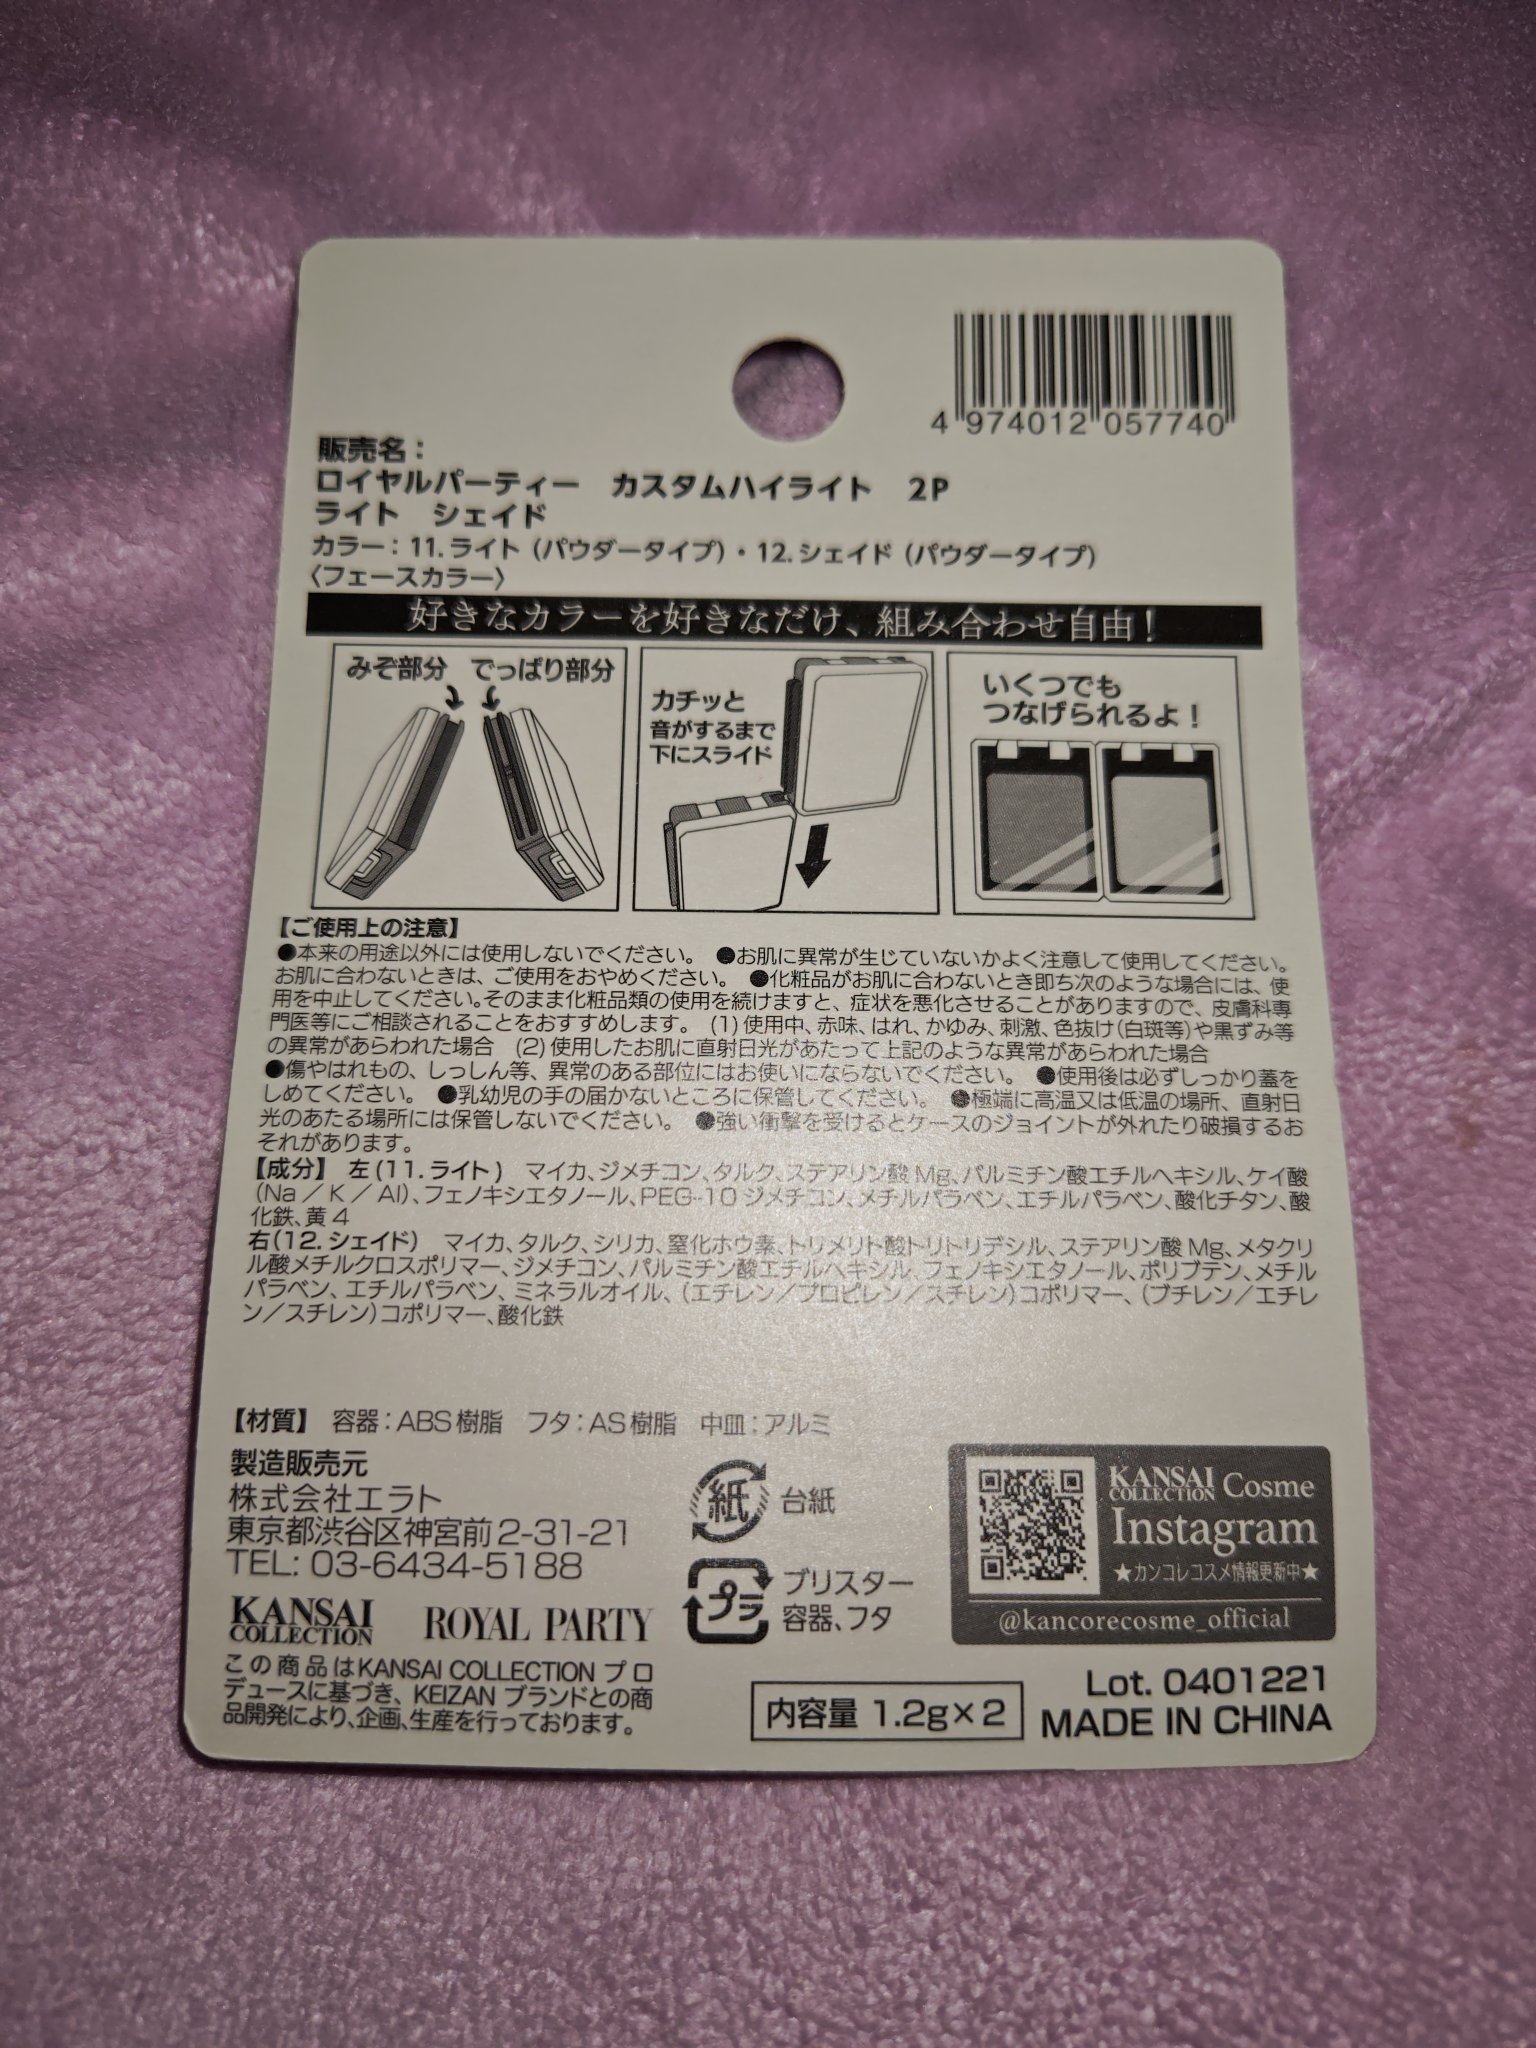 4 974012 057740
販売名：
ロイヤルパーティー　カスタムハイライト　2P
ライト　シェイド
カラー：11.ライト（パウダータイプ）・12.シェイド（パウダータイプ）
〈フェースカラー〉
好きなカラーを好きなだけ、組み合わせ自由！
みぞ部分　でっぱり部分
カチッと
音がするまで
下にスライド
いくつでも
つなげられるよ！
【ご使用上の注意】
●本来の用途以外には使用しないでください。　●お肌に異常が生じていないかよく注意して使用してください。
お肌に合わないときは、ご使用をおやめください。　●化粧品がお肌に合わないとき即ち次のような場合には、使
用を中止してください。そのまま化粧品類の使用を続けますと、症状を悪化させることがありますので、皮膚科専
門医等にご相談されることをおすすめします。　(1)使用中、赤味、はれ、かゆみ、刺激、色抜け(白斑等)や黒ずみ等
の異常があらわれた場合　(2)使用したお肌に直射日光があたって上記のような異常があらわれた場合
●傷やはれもの、しっしん等、異常のある部位にはお使いにならないでください。　●使用後は必ずしっかり蓋を
しめてください。　●乳幼児の手の届かないところに保管してください。　●極端に高温又は低温の場所、直射日
光のあたる場所には保管しないでください。　●強い衝撃を受けるとケースのジョイントが外れたり破損するお
それがあります。
【成分】　左(11.ライト)　マイカ、ジメチコン、タルク、ステアリン酸Mg、パルミチン酸エチルヘキシル、ケイ酸
(Na／K／Al)、フェノキシエタノール、PEG-10ジメチコン、メチルパラベン、エチルパラベン、酸化チタン、酸
化鉄、黄4
右(12.シェイド)　マイカ、タルク、シリカ、窒化ホウ素、トリメリト酸トリトリデシル、ステアリン酸Mg、メタクリ
ル酸メチルクロスポリマー、ジメチコン、パルミチン酸エチルヘキシル、フェノキシエタノール、ポリブテン、メチル
パラベン、エチルパラベン、ミネラルオイル、(エチレン／プロピレン／スチレン)コポリマー、(ブチレン／エチレ
ン／スチレン)コポリマー、酸化鉄
【材質】　容器：ABS樹脂　フタ：AS樹脂　中皿：アルミ
製造販売元
株式会社エラト
東京都渋谷区神宮前2-31-21
TEL: 03-6434-5188
KANSAI COLLECTION　ROYAL PARTY
この商品はKANSAI COLLECTION プロ
デュースに基づき、KEIZAN ブランドとの商
品開発により、企画、生産を行っております。
紙　台紙
プラ　ブリスター
容器、フタ
KANSAI COLLECTION Cosme
Instagram
★カンコレコスメ情報更新中★
@kancorecosme_official
内容量 1.2g×2
Lot. 0401221
MADE IN CHINA